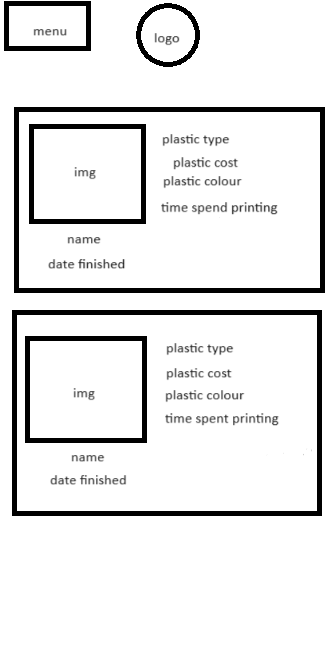 menu
logo
img
plastic type
plastic cost
plastic colour
time spend printing
name
date finished
img
plastic type
plastic cost
plastic colour
time spent printing
name
date finished